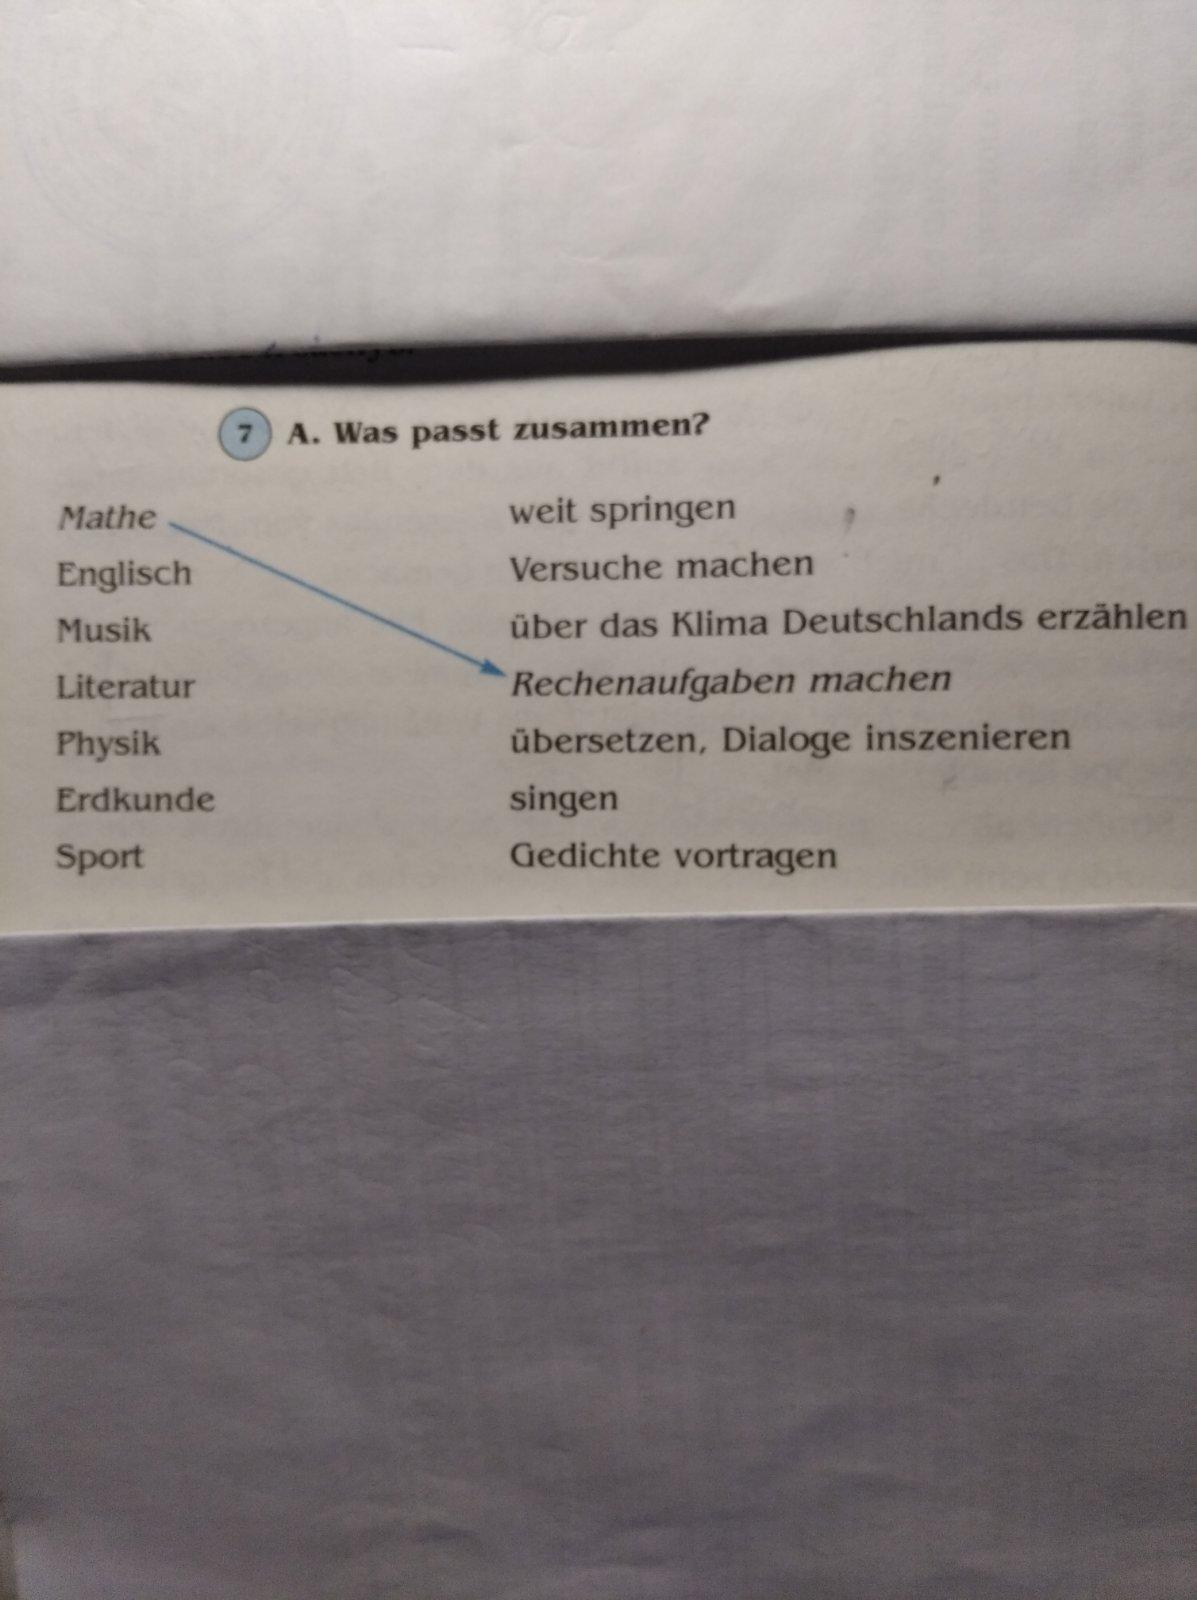 7 A. Was passt zusammen?
Mathe weit springen
Englisch Versuche machen
Musik über das Klima Deutschlands erzählen
Literatur Rechenaufgaben machen
Physik übersetzen, Dialoge inszenieren
Erdkunde singen
Sport Gedichte vortragen